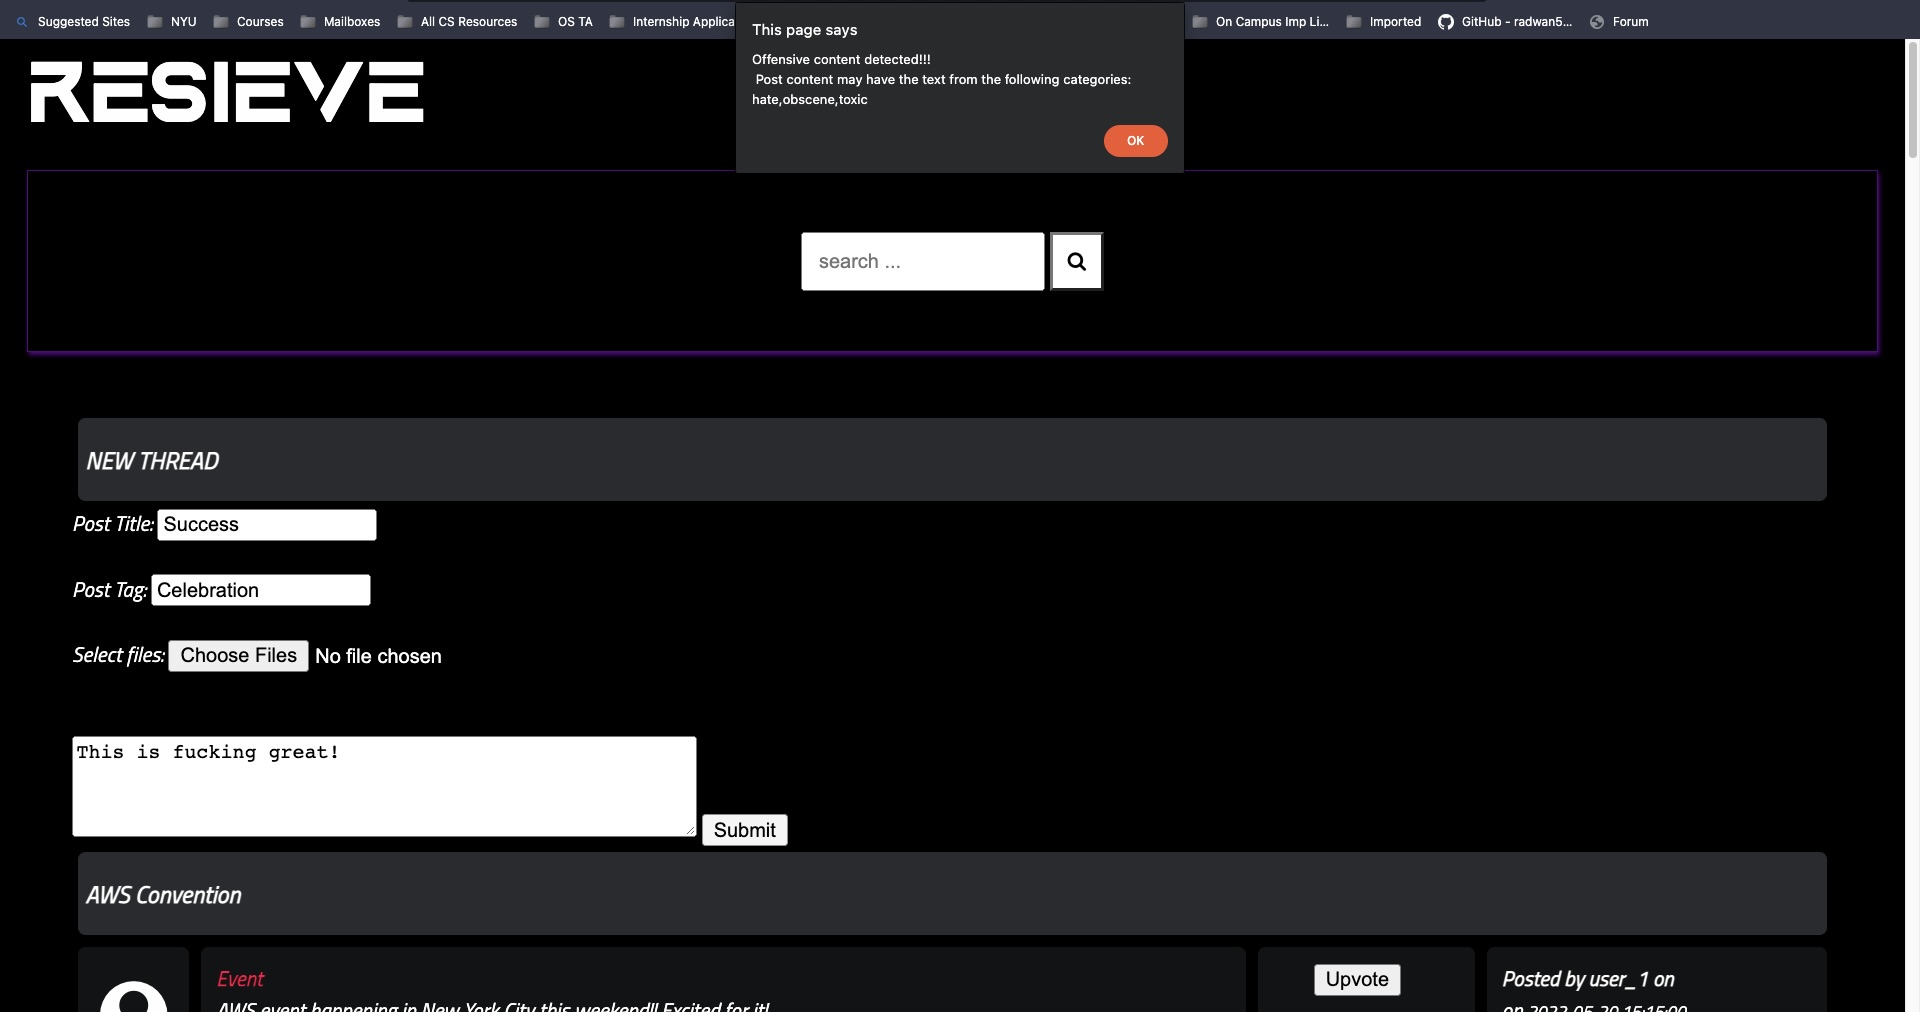 Suggested Sites NYU Courses Mailboxes All CS Resources OS TA Internship Applica On Campus Imp Li... Imported GitHub - radwan5... Forum
This page says
Offensive content detected!!!
Post content may have the text from the following categories:
hate,obscene,toxic
OK
RESIEVE
search ...
NEW THREAD
Post Title: Success
Post Tag: Celebration
Select files: Choose Files No file chosen
This is fucking great!
Submit
AWS Convention
Event
AWS event happening in New York City this weekend!! Excited for it!
Upvote
Posted by user_1 on
on 2022-05-20 15:15:00